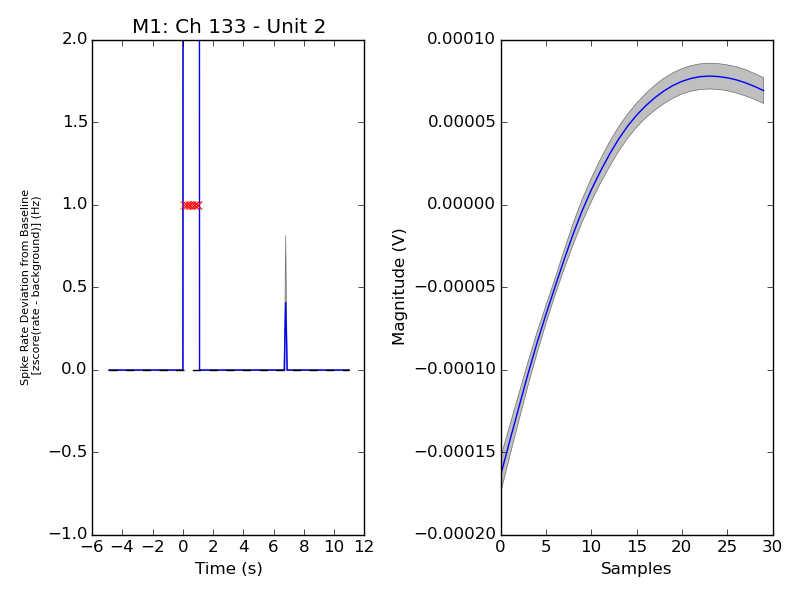 M1: Ch 133 - Unit 2
2.0
1.5
1.0
0.5
0.0
−0.5
−1.0
−6 −4 −2 0 2 4 6 8 10 12
Time (s)
Spike Rate Deviation from Baseline
[zscore(rate - background)] (Hz)
0.00010
0.00005
0.00000
−0.00005
−0.00010
−0.00015
−0.00020
0 5 10 15 20 25 30
Samples
Magnitude (V)